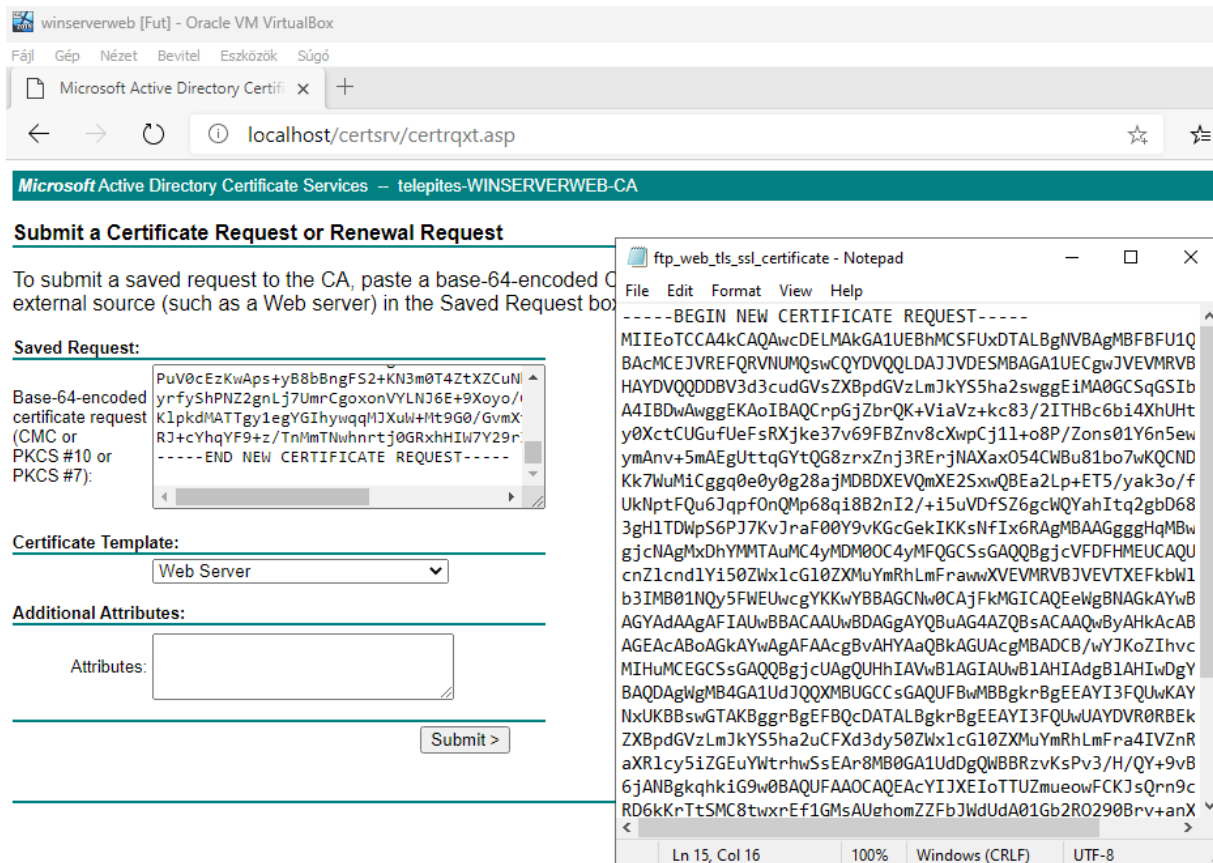 winserverweb [Fut] - Oracle VM VirtualBox
Fájl Gép Nézet Bevitel Eszközök Súgó
Microsoft Active Directory Certifi
localhost/certsrv/certrqxt.asp
Microsoft Active Directory Certificate Services -- telepites-WINSERVERWEB-CA
Submit a Certificate Request or Renewal Request
To submit a saved request to the CA, paste a base-64-encoded C
external source (such as a Web server) in the Saved Request box
Saved Request:
Base-64-encoded
certificate request
(CMC or
PKCS #10 or
PKCS #7):
PuV0cEzKwAps+yB8bBngFS2+KN3m0T4ZtXZCuN
yrfyShPNZ2gnLj7UmrCgoxonVYLNJ6E+9Xoyo/
KlpkdMATTgy1egYGIhywqqMJXuW+Mt9G0/GvmX
RJ+cYhqYF9+z/TnMmTNwhnrtj0GRxhHIW7Y29r
-----END NEW CERTIFICATE REQUEST-----
Certificate Template:
Web Server
Additional Attributes:
Attributes:
Submit >
ftp_web_tls_ssl_certificate - Notepad
File Edit Format View Help
-----BEGIN NEW CERTIFICATE REQUEST-----
MIIEoTCCA4kCAQAwcDELMAkGA1UEBhMCSFUxDTALBgNVBAgMBFBFU1Q
BAcMCEJVREFQRVNUMQswCQYDVQQLDAJJVDESMBAGA1UECgwJVEVMRVB
HAYDVQQDDBV3d3cudGVsZXBpdGVzLmJkYS5ha2swggEiMA0GCSqGSIb
A4IBDwAwggEKAoIBAQCrpGjZbrQK+ViaVz+kc83/2ITHBc6bi4XhUHt
y0XctCUGufUeFsRXjke37v69FBZnv8cXwpCj1l+o8P/Zons01Y6n5ew
ymAnv+5mAEgUttqGYtQG8zrxZnj3RErjNAXaxO54CWBu81bo7wKQCND
Kk7WuMiCggq0e0y0g28ajMDBDXEVQmXE2SxwQBEa2Lp+ET5/yak3o/f
UkNptFQu6JqpfOnQMp68qi8B2nI2/+i5uVDfSZ6gcWQYahItq2gbD68
3gHlTDWpS6PJ7KvJraF00Y9vKGcGekIKKsNfIx6RAgMBAAGgggHqMBw
gjcNAgMxDhYMMTAuMC4yMDM0OC4yMFQGCSsGAQQBgjcVFDFHMEUCAQU
cnZlcndlYi50ZWxlcGl0ZXMuYmRhLmFrawwXVEVMRVBJVEVTXEFkbWl
b3IMB01NQy5FWEUwcgYKKwYBBAGCNw0CAjFkMGICAQEeWgBNAGkAYwB
AGYAdAAgAFIAUwBBACAAUwBDAGgAYQBuAG4AZQBsACAAQwByAHkAcAB
AGEAcABoAGkAYwAgAFAAcgBvAHYAaQBkAGUAcgMBADCB/wYJKoZIhvc
MIHuMCEGCSsGAQQBgjcUAgQUHhIAVwBlAGIAUwBlAHIAdgBlAHIwDgY
BAQDAgWgMB4GA1UdJQQXMBUGCCsGAQUFBwMBBgkrBgEEAYI3FQUwKAY
NxUKBBswGTAKBggrBgEFBQcDATALBgkrBgEEAYI3FQUwUAYDVR0RBEk
ZXBpdGVzLmJkYS5ha2uCFXd3dy50ZWxlcGl0ZXMuYmRhLmFra4IVZnR
aXRlcy5iZGEuYWtrhwSsEAr8MB0GA1UdDgQWBBRzvKsPv3/H/QY+9vB
6jANBgkqhkiG9w0BAQUFAAOCAQEAcYIJXEIoTTUZmueowFCKJsQrn9c
RD6kKrTtSMC8twxrEf1GMsAUghomZZFbJWdUdA01Gb2RO290Brv+anX
Ln 15, Col 16 100% Windows (CRLF) UTF-8